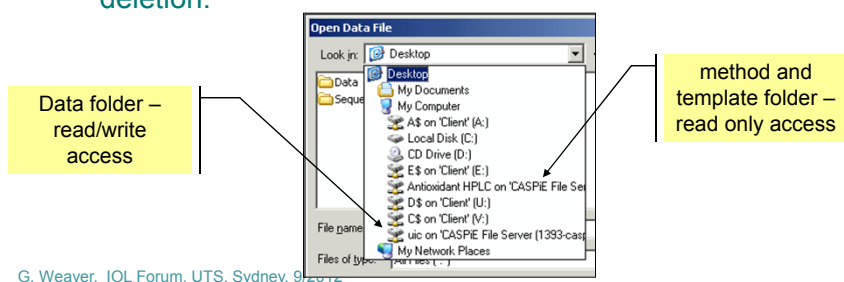 deletion.
Open Data File
Look in: Desktop
Desktop
Data
My Documents
Seque
My Computer
A$ on 'Client' (A:)
Local Disk (C:)
CD Drive (D:)
E$ on 'Client' (E:)
Antioxidant HPLC on 'CASPiE File Se
D$ on 'Client' (U:)
C$ on 'Client' (V:)
uic on 'CASPiE File Server (1393-casp
My Network Places
File name
Files of type: All Files (*.*)
Data folder –
read/write
access
method and
template folder –
read only access
G. Weaver, IOL Forum, UTS, Sydney, 9/2012